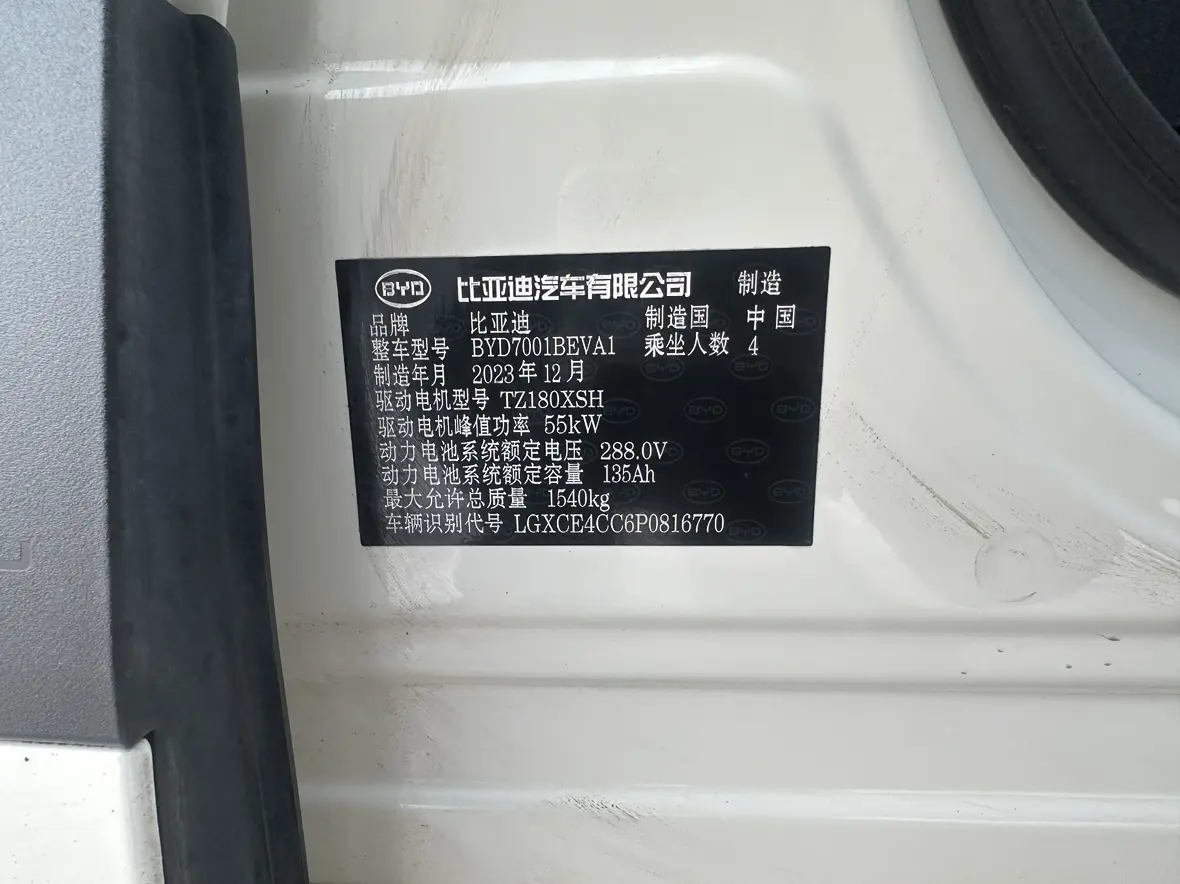 BYD 比亚迪汽车有限公司 制造
品牌 比亚迪 制造国 中国
整车型号 BYD7001BEVA1 乘坐人数 4
制造年月 2023年12月
驱动电机型号 TZ180XSH
驱动电机峰值功率 55kW
动力电池系统额定电压 288.0V
动力电池系统额定容量 135Ah
最大允许总质量 1540kg
车辆识别代号 LGXCE4CC6P0816770